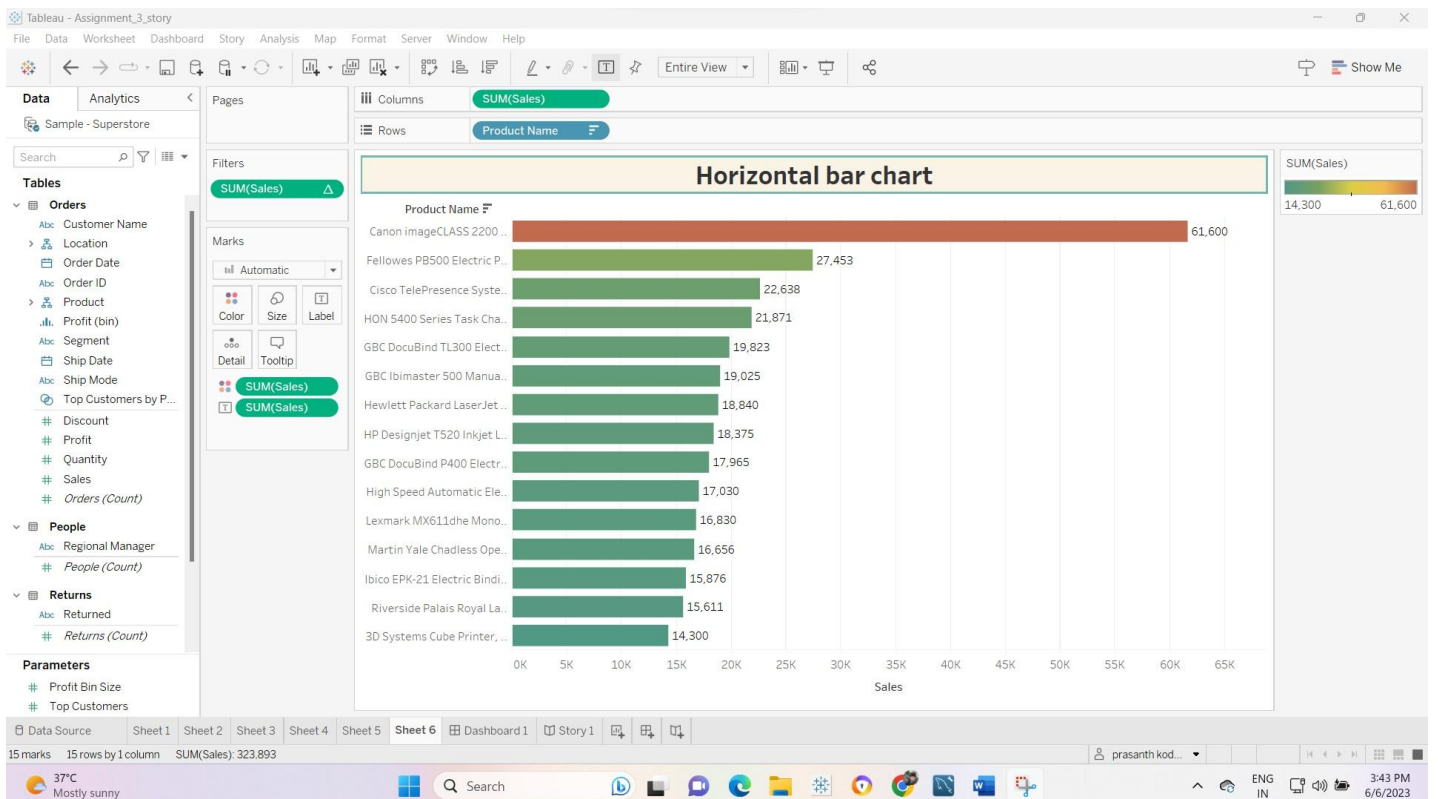 Tableau - Assignment_3_story
File Data Worksheet Dashboard Story Analysis Map Format Server Window Help
Entire View
Show Me
Data Analytics
Sample - Superstore
Search
Tables
Orders
Abc Customer Name
Location
Order Date
Abc Order ID
Product
Profit (bin)
Abc Segment
Ship Date
Abc Ship Mode
Top Customers by P...
# Discount
# Profit
# Quantity
# Sales
# Orders (Count)
People
Abc Regional Manager
# People (Count)
Returns
Abc Returned
# Returns (Count)
Parameters
# Profit Bin Size
# Top Customers
Pages
Filters
SUM(Sales)
Marks
Automatic
Color Size Label
Detail Tooltip
SUM(Sales)
SUM(Sales)
Columns SUM(Sales)
Rows Product Name
Horizontal bar chart
Product Name
Canon imageCLASS 2200 .. 61,600
Fellowes PB500 Electric P.. 27,453
Cisco TelePresence Syste.. 22,638
HON 5400 Series Task Cha.. 21,871
GBC DocuBind TL300 Elect.. 19,823
GBC Ibimaster 500 Manua.. 19,025
Hewlett Packard LaserJet .. 18,840
HP Designjet T520 Inkjet L.. 18,375
GBC DocuBind P400 Electr.. 17,965
High Speed Automatic Ele.. 17,030
Lexmark MX611dhe Mono.. 16,830
Martin Yale Chadless Ope.. 16,656
Ibico EPK-21 Electric Bindi.. 15,876
Riverside Palais Royal La.. 15,611
3D Systems Cube Printer, .. 14,300
0K 5K 10K 15K 20K 25K 30K 35K 40K 45K 50K 55K 60K 65K
Sales
SUM(Sales)
14,300 61,600
Data Source Sheet 1 Sheet 2 Sheet 3 Sheet 4 Sheet 5 Sheet 6 Dashboard 1 Story 1
15 marks 15 rows by 1 column SUM(Sales): 323,893
prasanth kod...
37°C
Mostly sunny
Search
ENG
IN
3:43 PM
6/6/2023